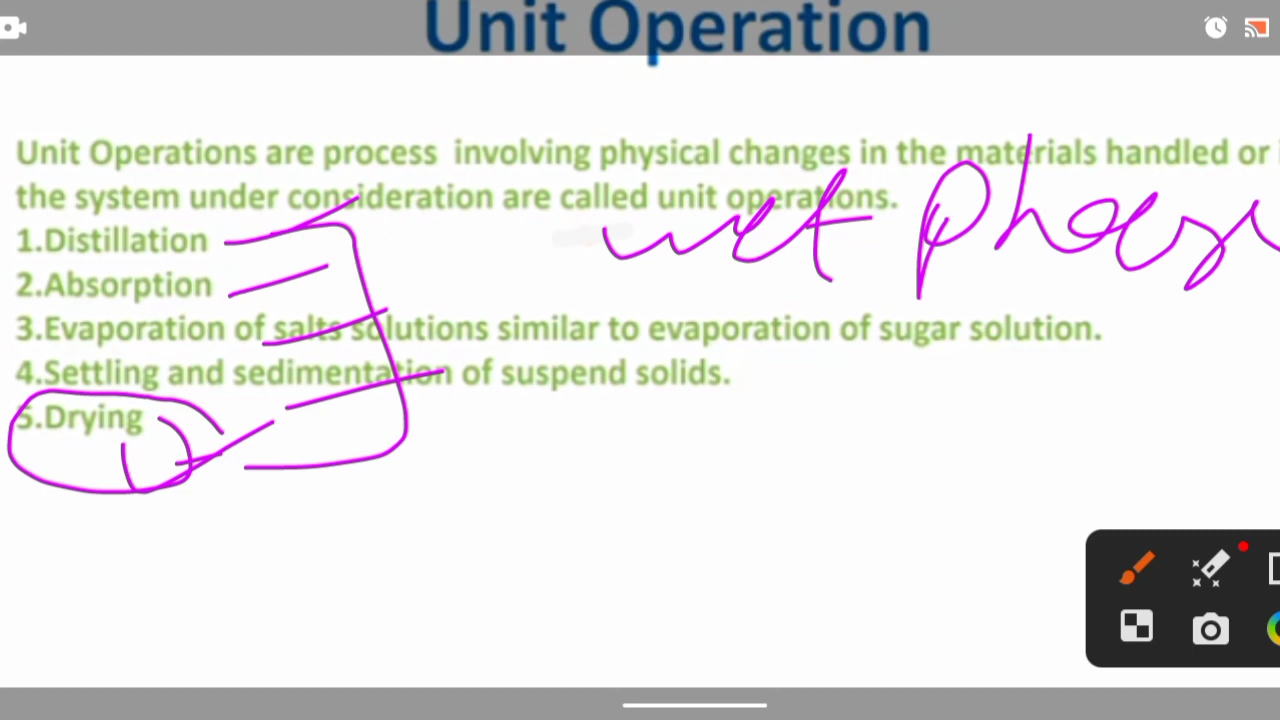 Unit Operation
Unit Operations are process involving physical changes in the materials handled or
the system under consideration are called unit operations.
1.Distillation
2.Absorption
3.Evaporation of salts solutions similar to evaporation of sugar solution.
4.Settling and sedimentation of suspend solids.
5.Drying
wet